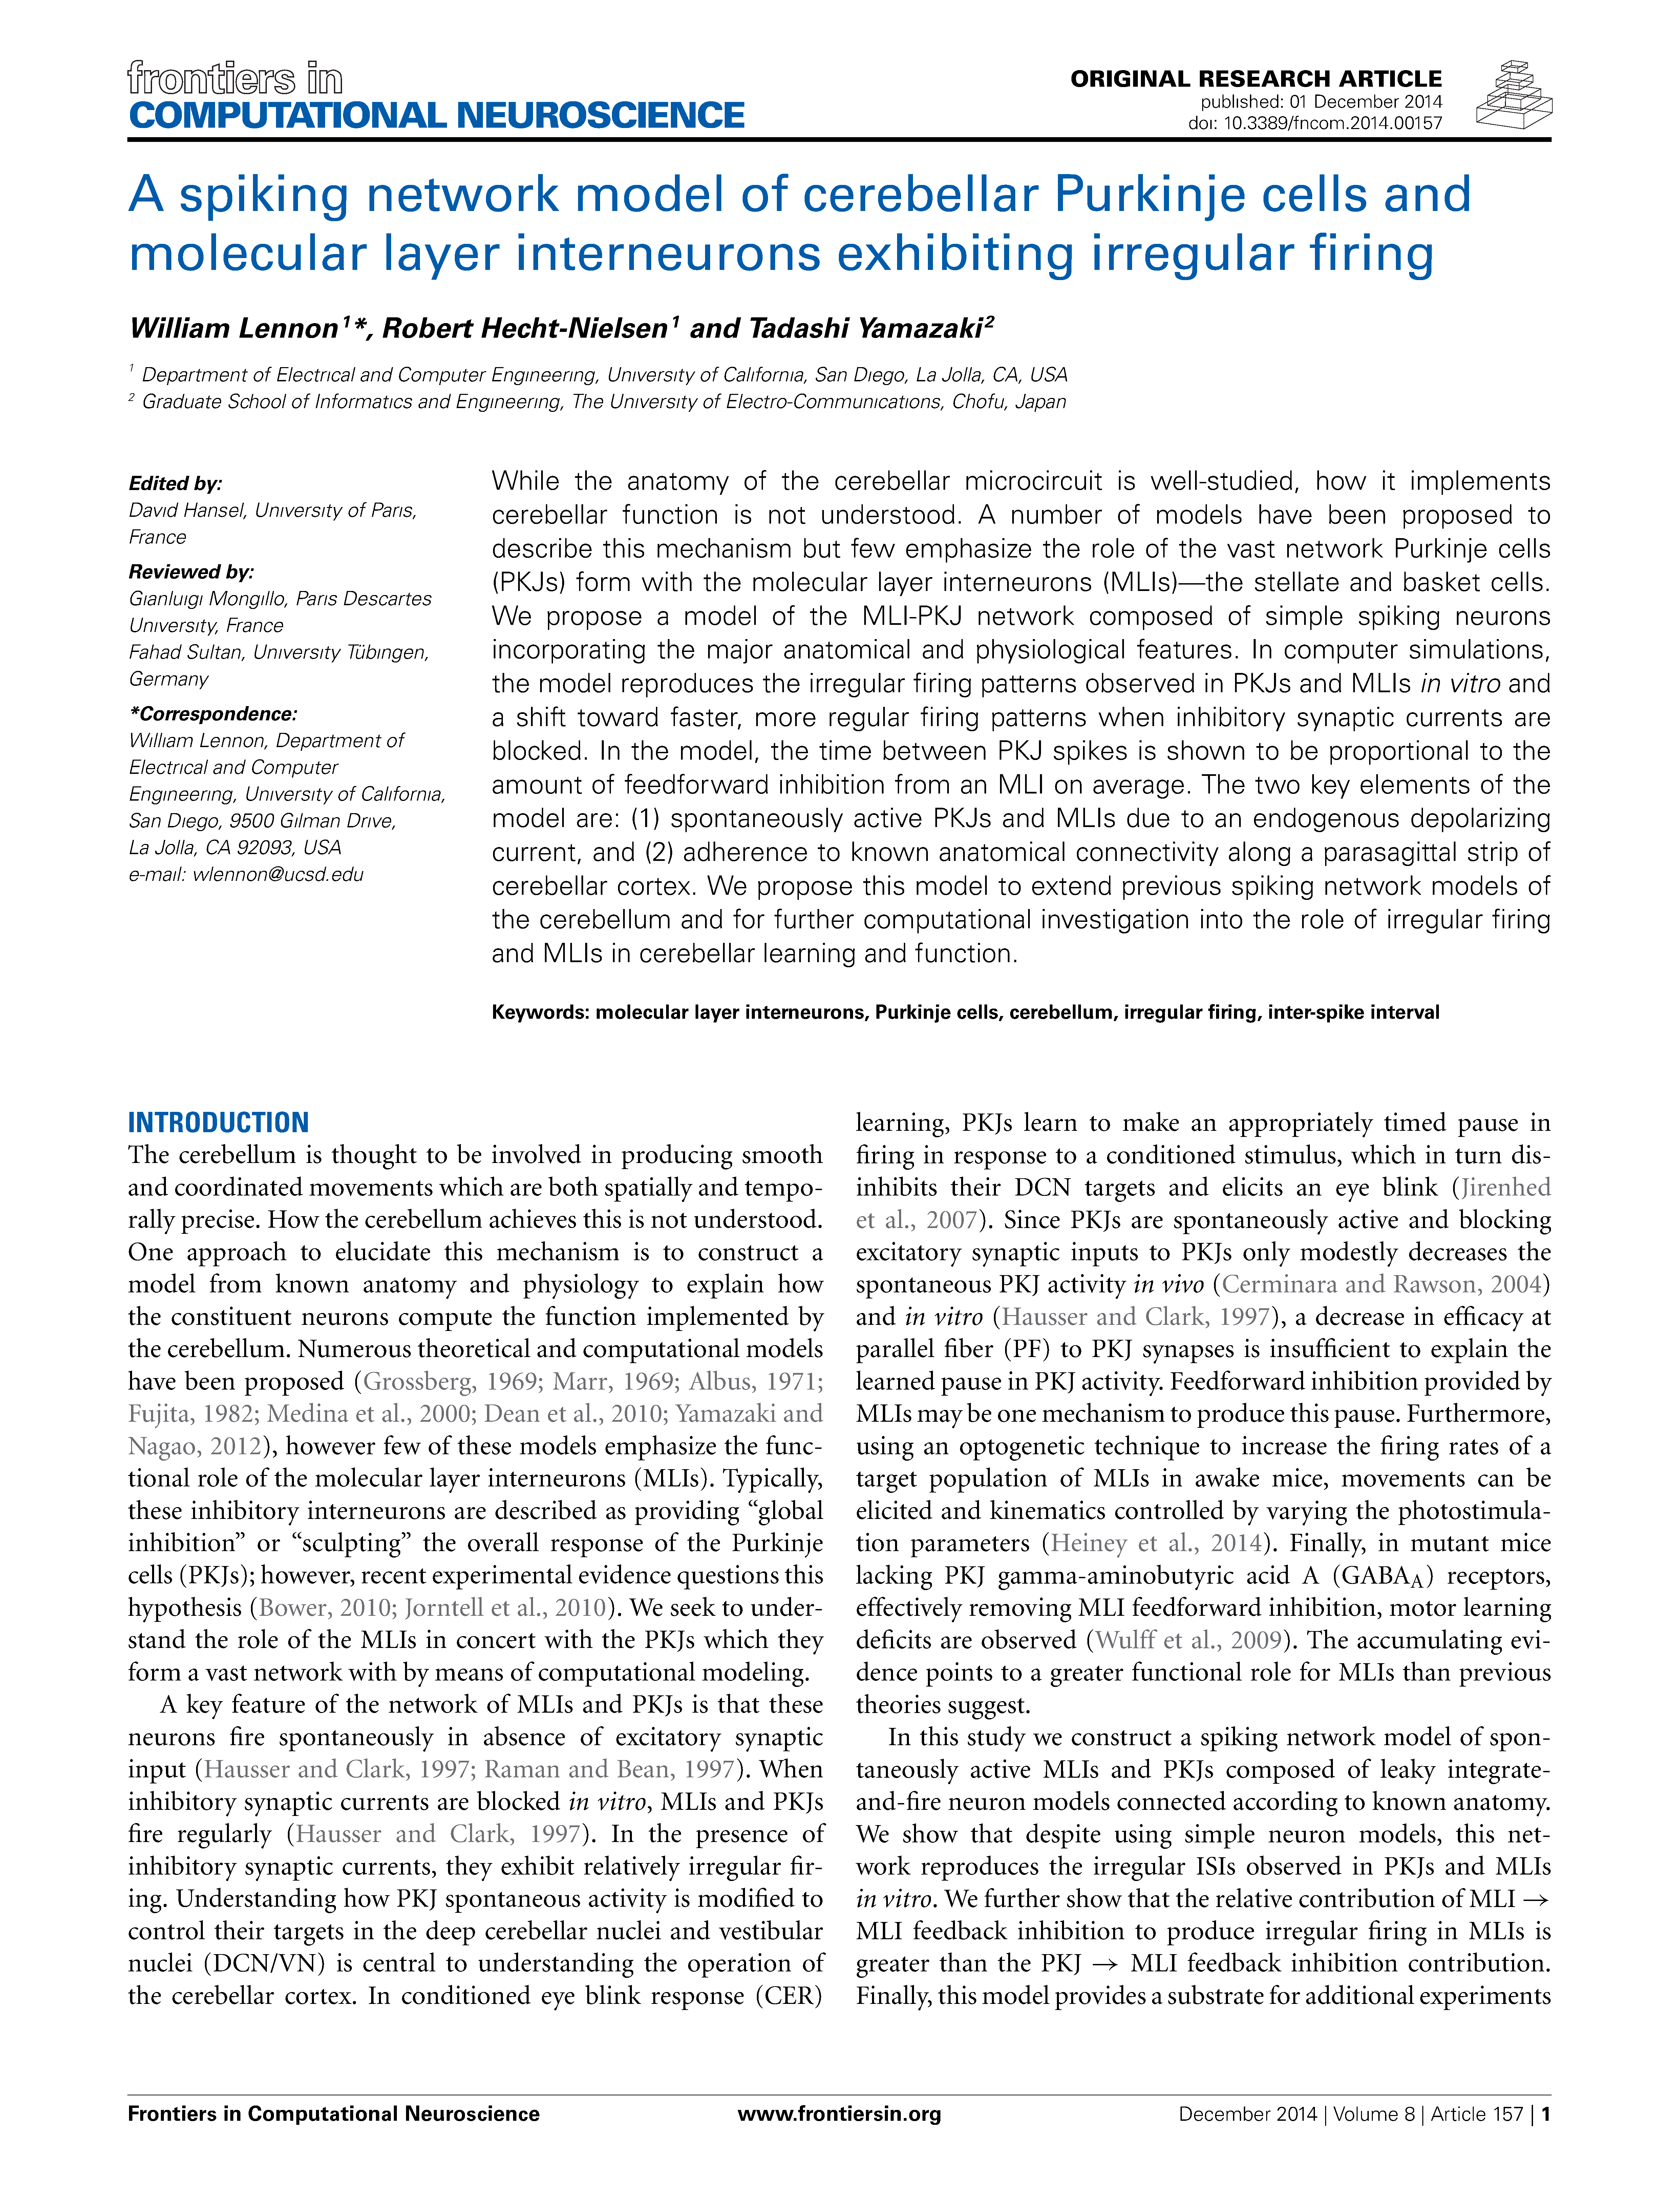 frontiers in
COMPUTATIONAL NEUROSCIENCE
ORIGINAL RESEARCH ARTICLE
published: 01 December 2014
doi: 10.3389/fncom.2014.00157
A spiking network model of cerebellar Purkinje cells and
molecular layer interneurons exhibiting irregular firing
William Lennon1*, Robert Hecht-Nielsen1 and Tadashi Yamazaki2
1 Department of Electrical and Computer Engineering, University of California, San Diego, La Jolla, CA, USA
2 Graduate School of Informatics and Engineering, The University of Electro-Communications, Chofu, Japan
Edited by:
David Hansel, University of Paris,
France
Reviewed by:
Gianluigi Mongillo, Paris Descartes
University, France
Fahad Sultan, University Tübingen,
Germany
*Correspondence:
William Lennon, Department of
Electrical and Computer
Engineering, University of California,
San Diego, 9500 Gilman Drive,
La Jolla, CA 92093, USA
e-mail: wlennon@ucsd.edu
While the anatomy of the cerebellar microcircuit is well-studied, how it implements
cerebellar function is not understood. A number of models have been proposed to
describe this mechanism but few emphasize the role of the vast network Purkinje cells
(PKJs) form with the molecular layer interneurons (MLIs)—the stellate and basket cells.
We propose a model of the MLI-PKJ network composed of simple spiking neurons
incorporating the major anatomical and physiological features. In computer simulations,
the model reproduces the irregular firing patterns observed in PKJs and MLIs in vitro and
a shift toward faster, more regular firing patterns when inhibitory synaptic currents are
blocked. In the model, the time between PKJ spikes is shown to be proportional to the
amount of feedforward inhibition from an MLI on average. The two key elements of the
model are: (1) spontaneously active PKJs and MLIs due to an endogenous depolarizing
current, and (2) adherence to known anatomical connectivity along a parasagittal strip of
cerebellar cortex. We propose this model to extend previous spiking network models of
the cerebellum and for further computational investigation into the role of irregular firing
and MLIs in cerebellar learning and function.
Keywords: molecular layer interneurons, Purkinje cells, cerebellum, irregular firing, inter-spike interval
INTRODUCTION
The cerebellum is thought to be involved in producing smooth
and coordinated movements which are both spatially and tempo-
rally precise. How the cerebellum achieves this is not understood.
One approach to elucidate this mechanism is to construct a
model from known anatomy and physiology to explain how
the constituent neurons compute the function implemented by
the cerebellum. Numerous theoretical and computational models
have been proposed (Grossberg, 1969; Marr, 1969; Albus, 1971;
Fujita, 1982; Medina et al., 2000; Dean et al., 2010; Yamazaki and
Nagao, 2012), however few of these models emphasize the func-
tional role of the molecular layer interneurons (MLIs). Typically,
these inhibitory interneurons are described as providing “global
inhibition” or “sculpting” the overall response of the Purkinje
cells (PKJs); however, recent experimental evidence questions this
hypothesis (Bower, 2010; Jorntell et al., 2010). We seek to under-
stand the role of the MLIs in concert with the PKJs which they
form a vast network with by means of computational modeling.
A key feature of the network of MLIs and PKJs is that these
neurons fire spontaneously in absence of excitatory synaptic
input (Hausser and Clark, 1997; Raman and Bean, 1997). When
inhibitory synaptic currents are blocked in vitro, MLIs and PKJs
fire regularly (Hausser and Clark, 1997). In the presence of
inhibitory synaptic currents, they exhibit relatively irregular fir-
ing. Understanding how PKJ spontaneous activity is modified to
control their targets in the deep cerebellar nuclei and vestibular
nuclei (DCN/VN) is central to understanding the operation of
the cerebellar cortex. In conditioned eye blink response (CER)
learning, PKJs learn to make an appropriately timed pause in
firing in response to a conditioned stimulus, which in turn dis-
inhibits their DCN targets and elicits an eye blink (Jirenhed
et al., 2007). Since PKJs are spontaneously active and blocking
excitatory synaptic inputs to PKJs only modestly decreases the
spontaneous PKJ activity in vivo (Cerminara and Rawson, 2004)
and in vitro (Hausser and Clark, 1997), a decrease in efficacy at
parallel fiber (PF) to PKJ synapses is insufficient to explain the
learned pause in PKJ activity. Feedforward inhibition provided by
MLIs may be one mechanism to produce this pause. Furthermore,
using an optogenetic technique to increase the firing rates of a
target population of MLIs in awake mice, movements can be
elicited and kinematics controlled by varying the photostimula-
tion parameters (Heiney et al., 2014). Finally, in mutant mice
lacking PKJ gamma-aminobutyric acid A (GABAA) receptors,
effectively removing MLI feedforward inhibition, motor learning
deficits are observed (Wulff et al., 2009). The accumulating evi-
dence points to a greater functional role for MLIs than previous
theories suggest.
In this study we construct a spiking network model of spon-
taneously active MLIs and PKJs composed of leaky integrate-
and-fire neuron models connected according to known anatomy.
We show that despite using simple neuron models, this net-
work reproduces the irregular ISIs observed in PKJs and MLIs
in vitro. We further show that the relative contribution of MLI →
MLI feedback inhibition to produce irregular firing in MLIs is
greater than the PKJ → MLI feedback inhibition contribution.
Finally, this model provides a substrate for additional experiments
Frontiers in Computational Neuroscience
www.frontiersin.org
December 2014 | Volume 8 | Article 157 | 1